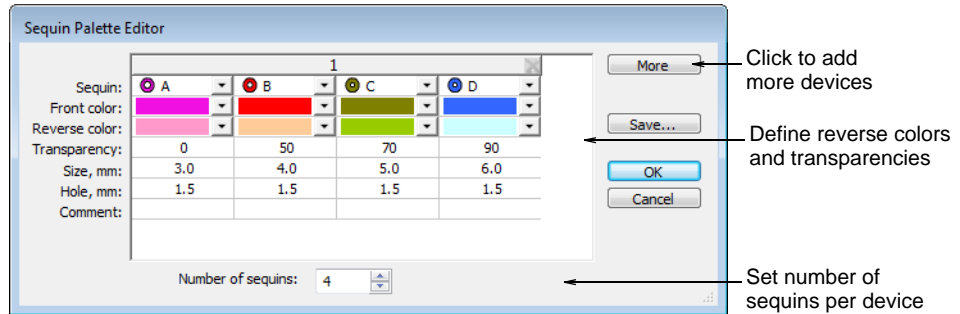 Sequin Palette Editor
1
Sequin: A B C D
Front color:
Reverse color:
Transparency: 0 50 70 90
Size, mm: 3.0 4.0 5.0 6.0
Hole, mm: 1.5 1.5 1.5 1.5
Comment:
Number of sequins: 4
More
Save...
OK
Cancel
Click to add
more devices
Define reverse colors
and transparencies
Set number of
sequins per device